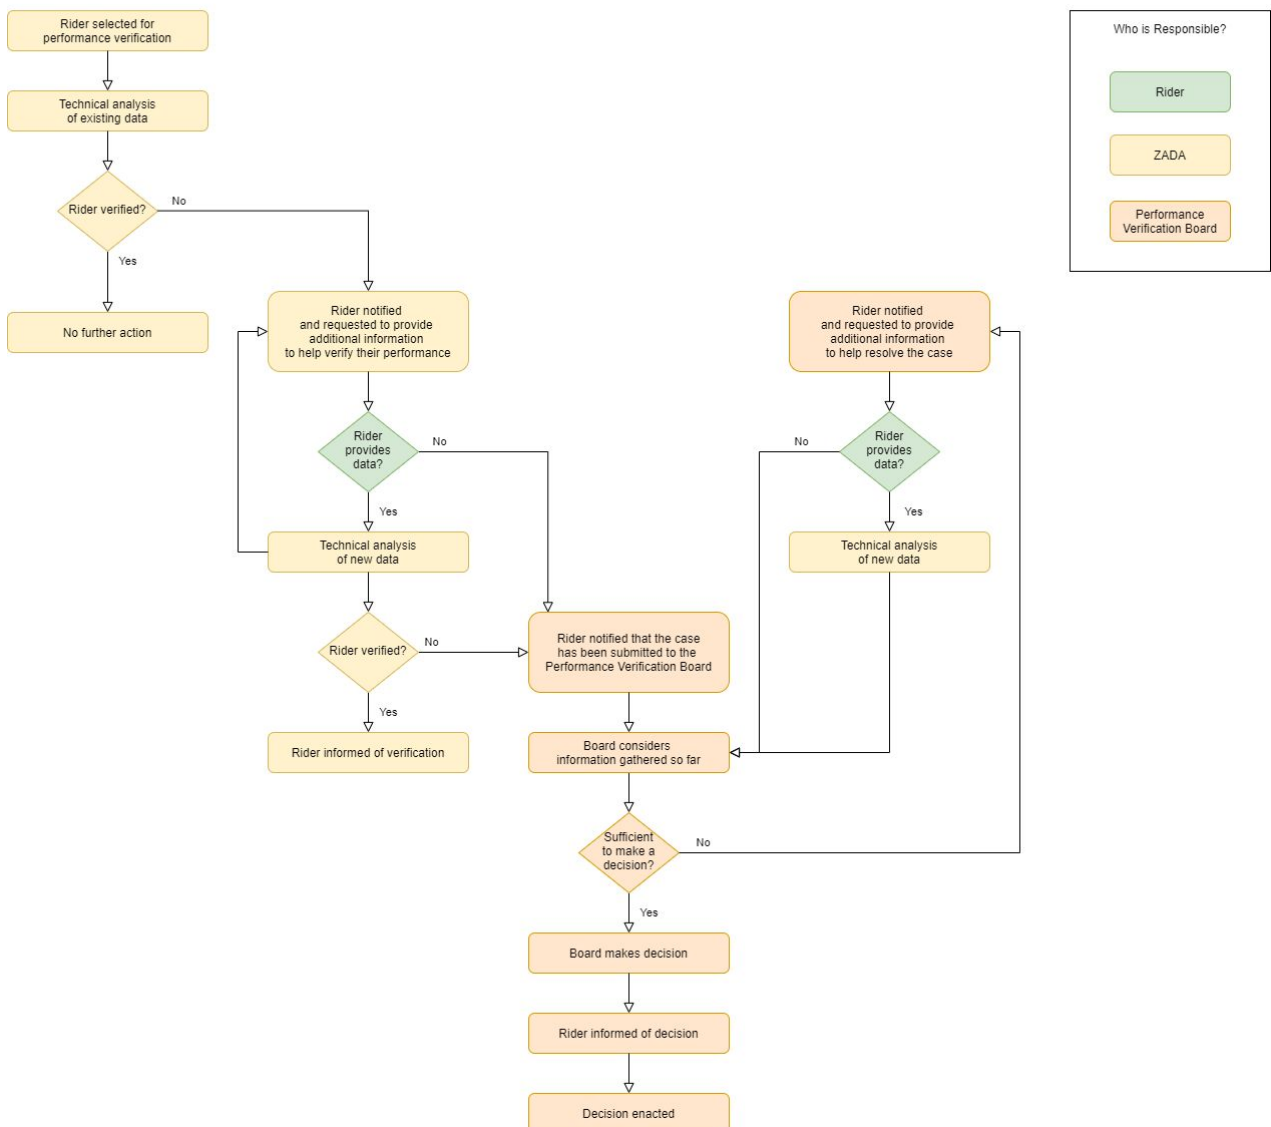 Rider selected for
performance verification
Who is Responsible?
Rider
ZADA
Performance
Verification Board
Technical analysis
of existing data
Rider verified?
No
Yes
No further action
Rider notified
and requested to provide
additional information
to help verify their performance
Rider
provides
data?
No
Yes
Technical analysis
of new data
Rider verified?
No
Yes
Rider informed of verification
Rider notified
and requested to provide
additional information
to help resolve the case
Rider
provides
data?
No
Yes
Technical analysis
of new data
Rider notified that the case
has been submitted to the
Performance Verification Board
Board considers
information gathered so far
Sufficient
to make a
decision?
No
Yes
Board makes decision
Rider informed of decision
Decision enacted